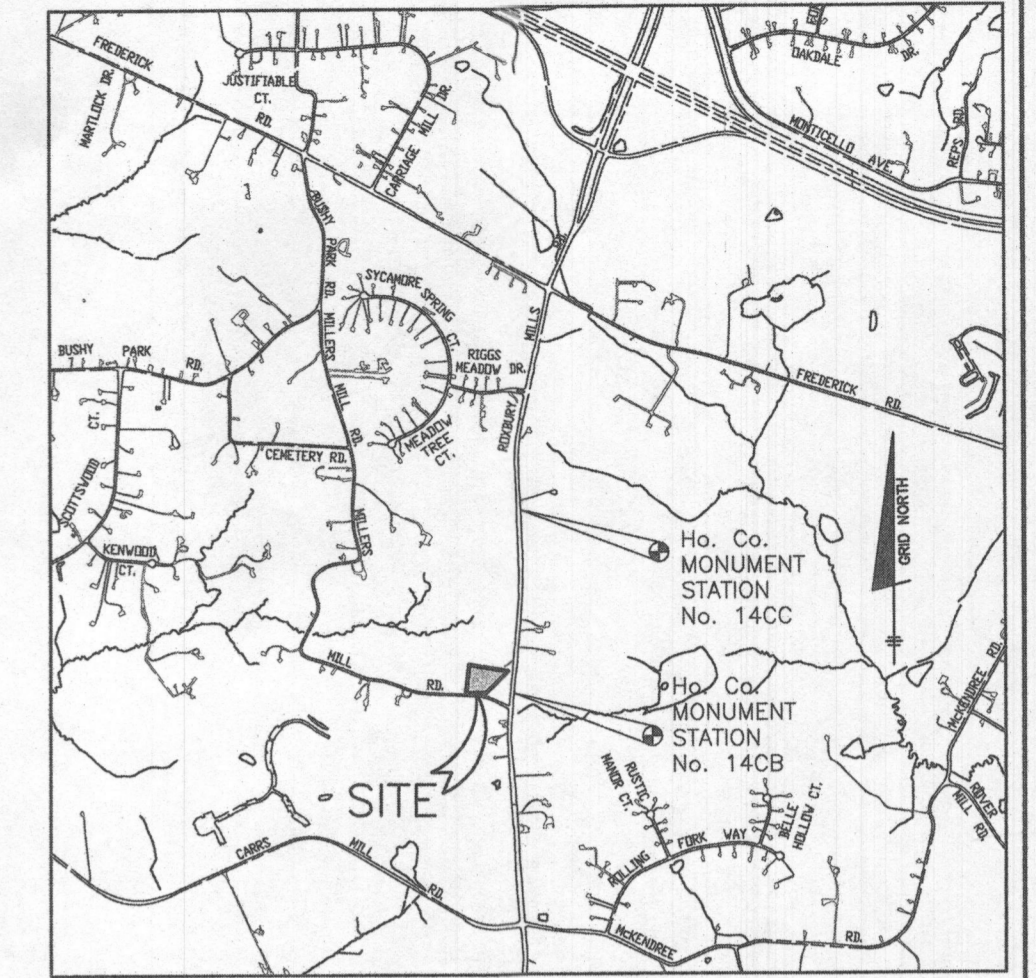 FREDERICK
RD.
MARTLOCK DR.
JUSTIFIABLE
CT.
CARRIAGE MILL DR.
OAKDALE
DR.
MONTICELLO AVE.
REPS RD.
BUSHY
PARK RD.
MILLERS
MILL
RD.
MILLERS
SYCAMORE SPRING CT.
RIGGS
MEADOW DR.
MEADOW
TREE
CT.
ROXBURY
MILLS
RD.
FREDERICK
RD.
BUSHY PARK RD.
CEMETERY RD.
SCOTTSWOOD
CT.
KENWOOD
CT.
GRID NORTH
Ho. Co.
MONUMENT
STATION
No. 14CC
MILL
RD.
Ho. Co.
MONUMENT
STATION
No. 14CB
SITE
McKENDREE RD.
ROVER
MILL
RD.
RUSTIC
MANOR CT.
BELLE
HOLLOW CT.
ROLLING FORK WAY
CARRS MILL RD.
McKENDREE RD.